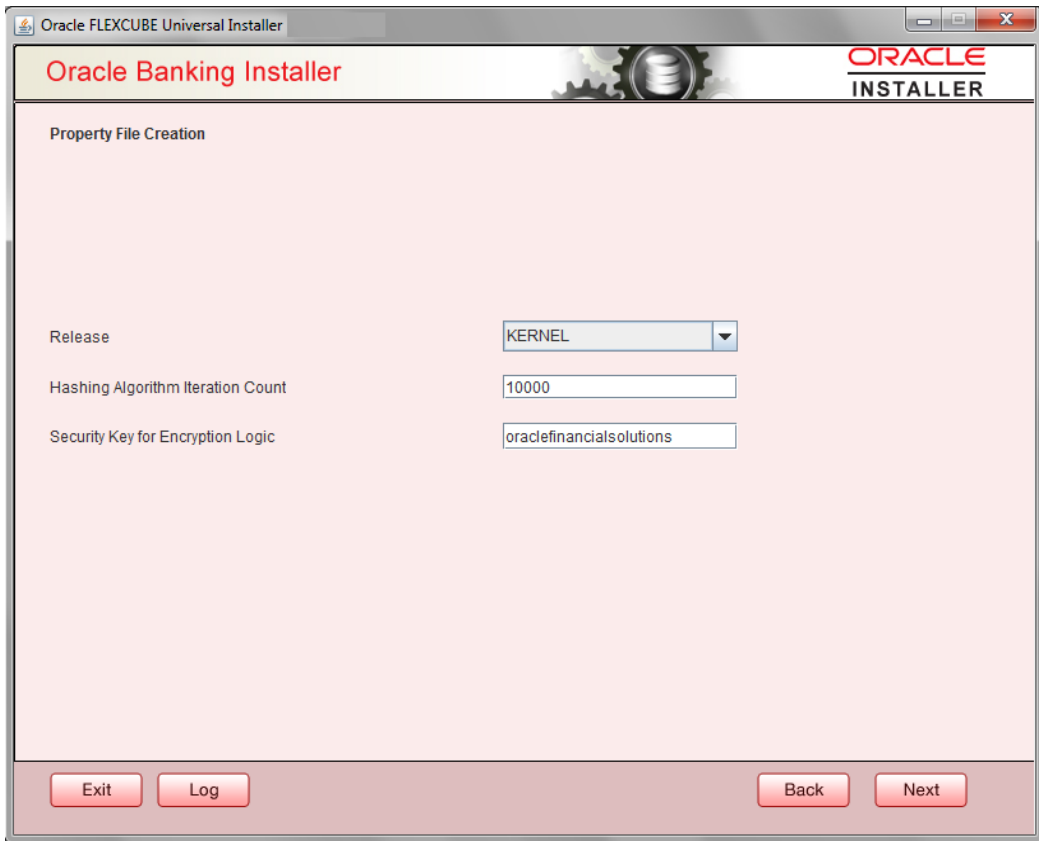 Oracle FLEXCUBE Universal Installer
Oracle Banking Installer
ORACLE
INSTALLER
Property File Creation
Release
KERNEL
Hashing Algorithm Iteration Count
10000
Security Key for Encryption Logic
oraclefinancialsolutions
Exit
Log
Back
Next